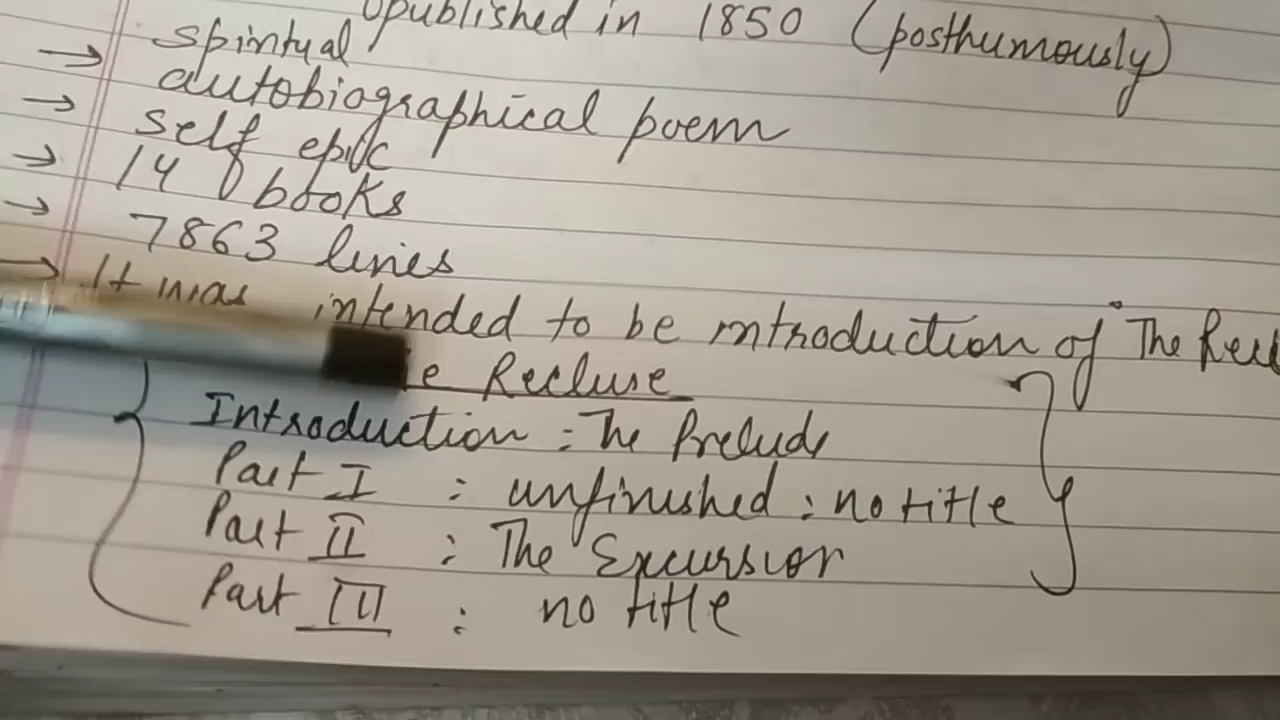 published in 1850 (posthumously)
→ spiritual
autobiographical poem
→ self epic
→ 14 books
→ 7863 lines
→ It was intended to be introduction of "The
Recluse
Introduction : The Prelude
Part I : unfinished : no title
Part II : The Excursion
Part III : no title